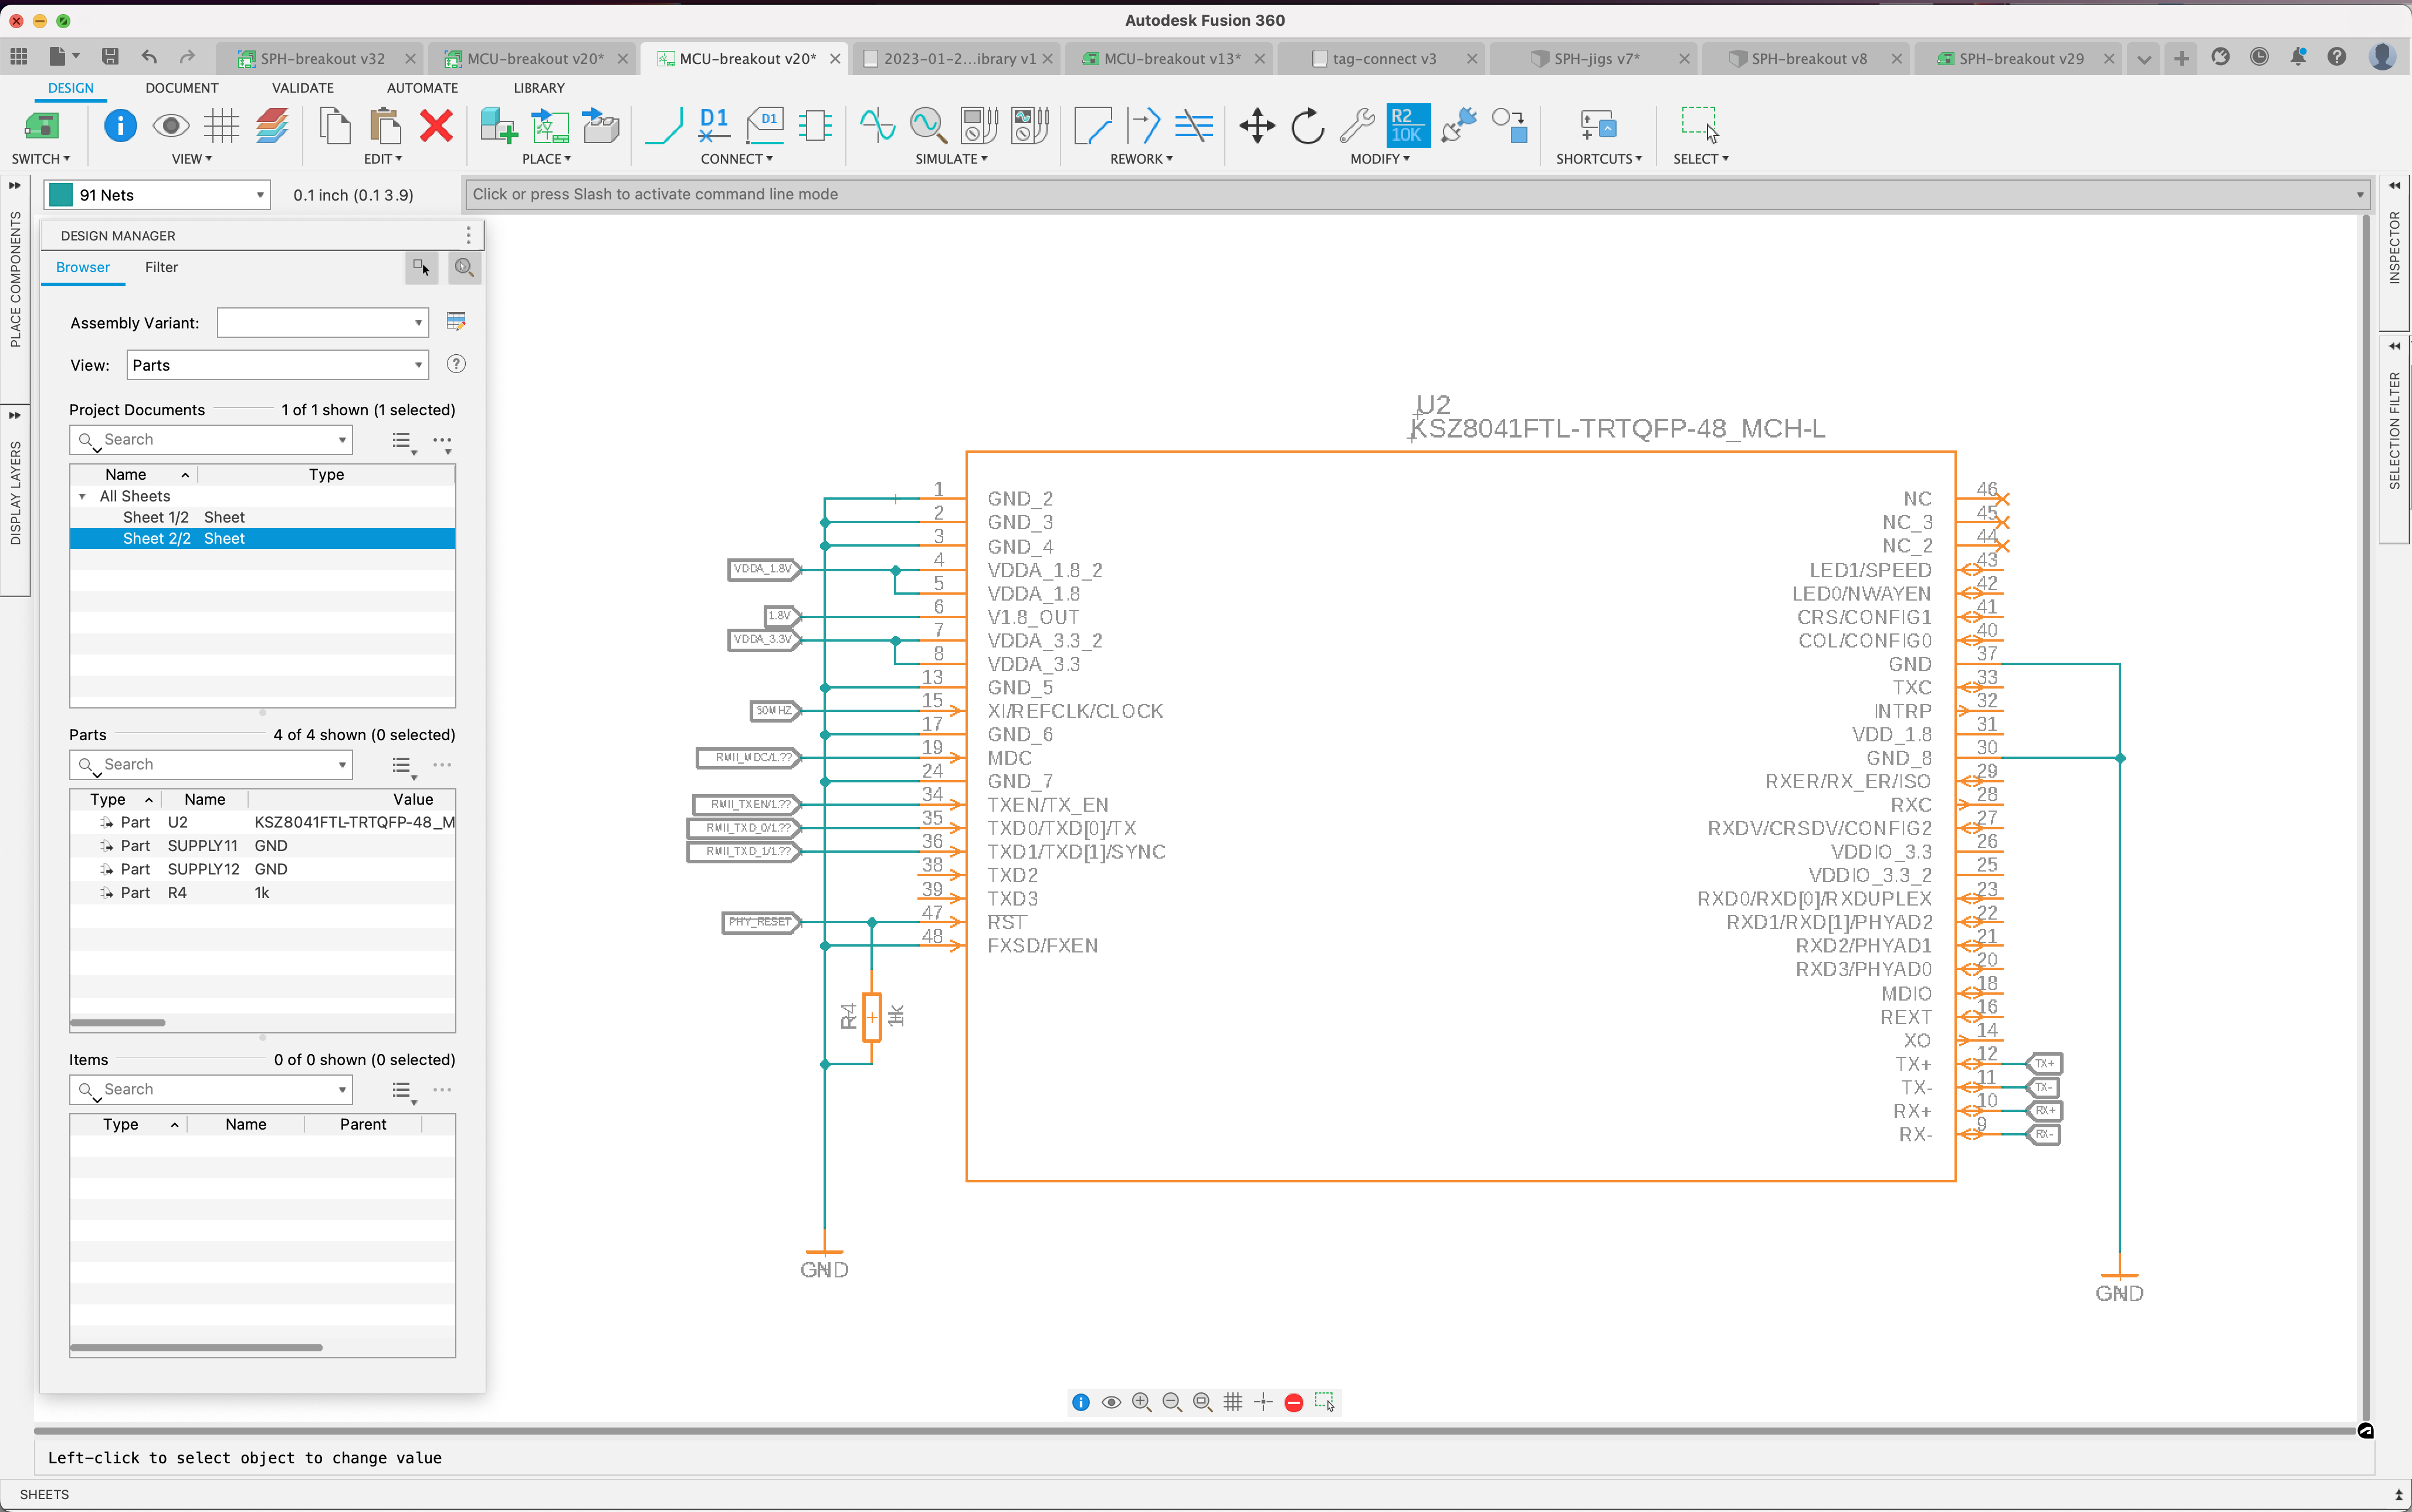 Autodesk Fusion 360
SPH-breakout v32
MCU-breakout v20*
MCU-breakout v20*
2023-01-2...ibrary v1
MCU-breakout v13*
tag-connect v3
SPH-jigs v7*
SPH-breakout v8
SPH-breakout v29
DESIGN
DOCUMENT
VALIDATE
AUTOMATE
LIBRARY
D1
D1
R2
10K
SWITCH
VIEW
EDIT
PLACE
CONNECT
SIMULATE
REWORK
MODIFY
SHORTCUTS
SELECT
91 Nets
0.1 inch (0.1 3.9)
Click or press Slash to activate command line mode
PLACE COMPONENTS
DISPLAY LAYERS
INSPECTOR
SELECTION FILTER
DESIGN MANAGER
Browser
Filter
Assembly Variant:
View:
Parts
Project Documents
1 of 1 shown (1 selected)
Search
Name
Type
All Sheets
Sheet 1/2 Sheet
Sheet 2/2 Sheet
Parts
4 of 4 shown (0 selected)
Search
Type
Name
Value
Part U2 KSZ8041FTL-TRTQFP-48_M
Part SUPPLY11 GND
Part SUPPLY12 GND
Part R4 1k
Items
0 of 0 shown (0 selected)
Search
Type
Name
Parent
U2
KSZ8041FTL-TRTQFP-48_MCH-L
1 GND_2
2 GND_3
3 GND_4
VDDA_1.8V 4 VDDA_1.8_2
5 VDDA_1.8
1.8V 6 V1.8_OUT
VDDA_3.3V 7 VDDA_3.3_2
8 VDDA_3.3
13 GND_5
50MHZ 15 XI/REFCLK/CLOCK
17 GND_6
RMII_MDC/1.?? 19 MDC
24 GND_7
RMII_TXEN/1.?? 34 TXEN/TX_EN
RMII_TXD_0/1.?? 35 TXD0/TXD[0]/TX
RMII_TXD_1/1.?? 36 TXD1/TXD[1]/SYNC
38 TXD2
39 TXD3
PHY_RESET 47 RST
48 FXSD/FXEN
R4
1k
GND
NC 46
NC_3 45
NC_2 44
LED1/SPEED 43
LED0/NWAYEN 42
CRS/CONFIG1 41
COL/CONFIG0 40
GND 37
TXC 33
INTRP 32
VDD_1.8 31
GND_8 30
RXER/RX_ER/ISO 29
RXC 28
RXDV/CRSDV/CONFIG2 27
VDDIO_3.3 26
VDDIO_3.3_2 25
RXD0/RXD[0]/RXDUPLEX 23
RXD1/RXD[1]/PHYAD2 22
RXD2/PHYAD1 21
RXD3/PHYAD0 20
MDIO 18
REXT 16
XO 14
TX+ 12 TX+
TX- 11 TX-
RX+ 10 RX+
RX- 9 RX-
GND
Left-click to select object to change value
SHEETS